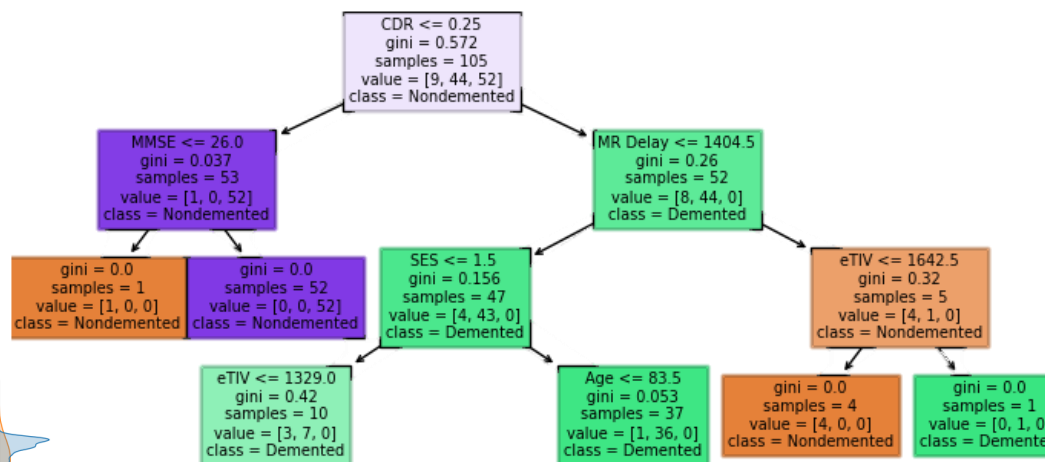 CDR <= 0.25
gini = 0.572
samples = 105
value = [9, 44, 52]
class = Nondemented
MMSE <= 26.0
gini = 0.037
samples = 53
value = [1, 0, 52]
class = Nondemented
MR Delay <= 1404.5
gini = 0.26
samples = 52
value = [8, 44, 0]
class = Demented
gini = 0.0
samples = 1
value = [1, 0, 0]
class = Nondemented
gini = 0.0
samples = 52
value = [0, 0, 52]
class = Nondemented
SES <= 1.5
gini = 0.156
samples = 47
value = [4, 43, 0]
class = Demented
eTIV <= 1642.5
gini = 0.32
samples = 5
value = [4, 1, 0]
class = Nondemented
eTIV <= 1329.0
gini = 0.42
samples = 10
value = [3, 7, 0]
class = Demented
Age <= 83.5
gini = 0.053
samples = 37
value = [1, 36, 0]
class = Demented
gini = 0.0
samples = 4
value = [4, 0, 0]
class = Nondemented
gini = 0.0
samples = 1
value = [0, 1, 0
class = Demente